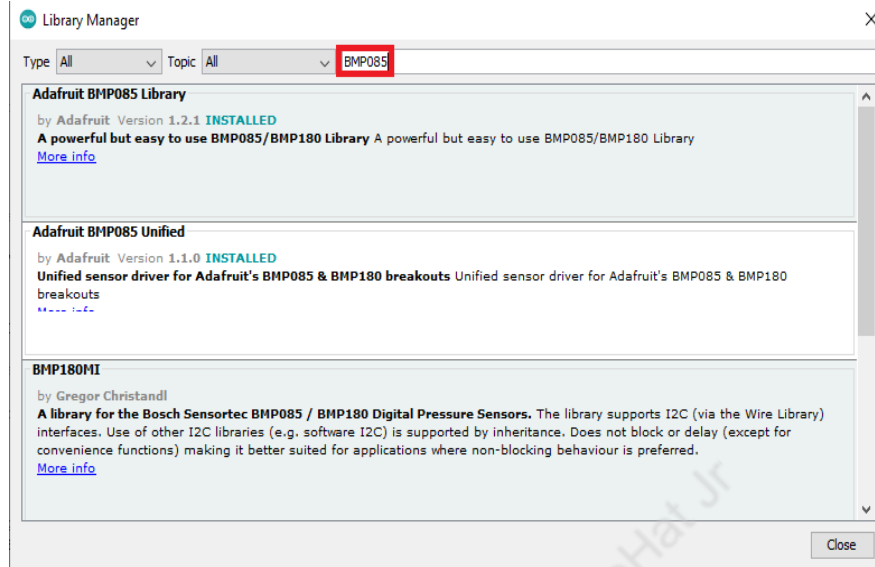 Library Manager
Type All Topic All BMP085
Adafruit BMP085 Library
by Adafruit Version 1.2.1 INSTALLED
A powerful but easy to use BMP085/BMP180 Library A powerful but easy to use BMP085/BMP180 Library
More info
Adafruit BMP085 Unified
by Adafruit Version 1.1.0 INSTALLED
Unified sensor driver for Adafruit's BMP085 & BMP180 breakouts Unified sensor driver for Adafruit's BMP085 & BMP180
breakouts
More info
BMP180MI
by Gregor Christandl
A library for the Bosch Sensortec BMP085 / BMP180 Digital Pressure Sensors. The library supports I2C (via the Wire Library)
interfaces. Use of other I2C libraries (e.g. software I2C) is supported by inheritance. Does not block or delay (except for
convenience functions) making it better suited for applications where non-blocking behaviour is preferred.
More info
Hat Jr
Close